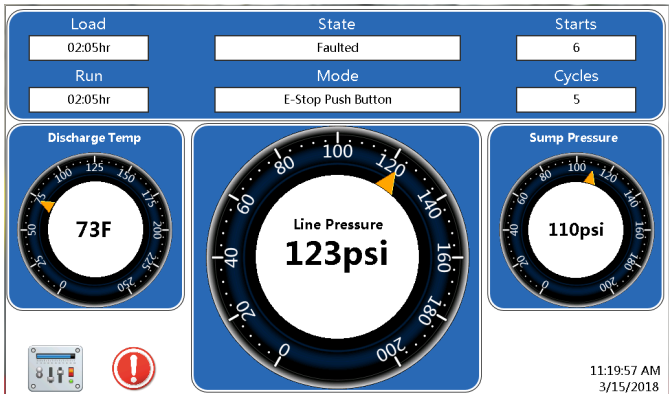 Load State Starts
02:05hr Faulted 6
Run Mode Cycles
02:05hr E-Stop Push Button 5
Discharge Temp
0 25 50 75 100 125 150 175 200 225 250
73F
0 20 40 60 80 100 120 140 160 180 200
Line Pressure
123psi
Sump Pressure
0 20 40 60 80 100 120 140 160 180 200
110psi
11:19:57 AM
3/15/2018